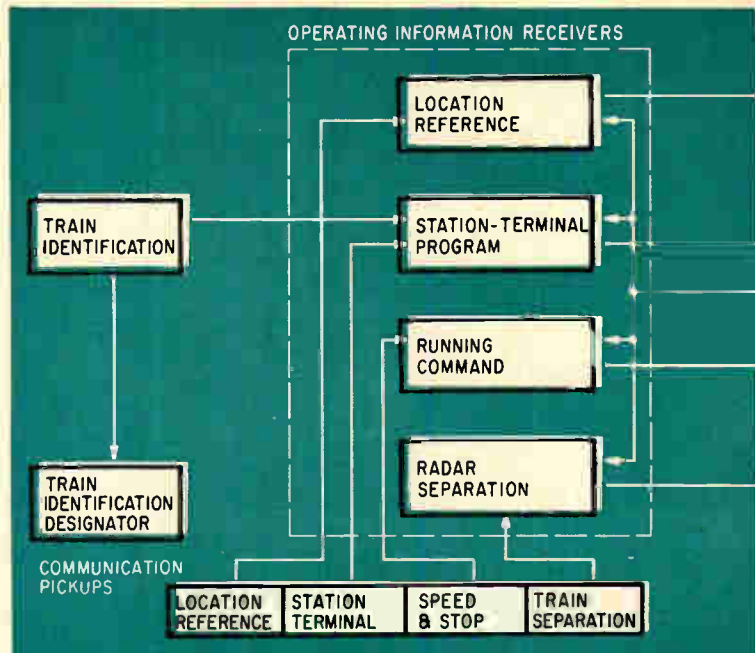 OPERATING INFORMATION RECEIVERS
LOCATION
REFERENCE
TRAIN
IDENTIFICATION
STATION-TERMINAL
PROGRAM
RUNNING
COMMAND
RADAR
SEPARATION
TRAIN
IDENTIFICATION
DESIGNATOR
COMMUNICATION
PICKUPS
LOCATION
REFERENCE
STATION
TERMINAL
SPEED
& STOP
TRAIN
SEPARATION